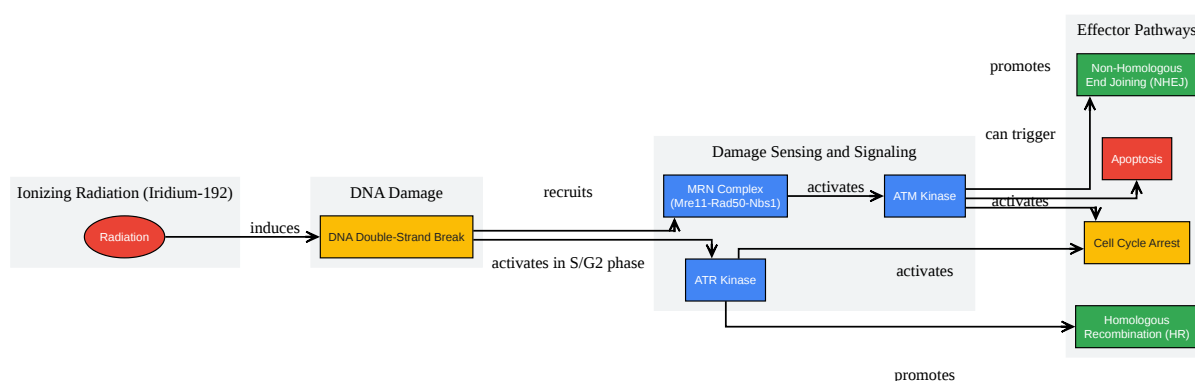 Ionizing Radiation (Iridium-192)
Radiation
induces
DNA Damage
DNA Double-Strand Break
recruits
activates in S/G2 phase
Damage Sensing and Signaling
MRN Complex
(Mre11-Rad50-Nbs1)
activates
ATM Kinase
ATR Kinase
promotes
can trigger
activates
activates
promotes
Effector Pathways
Non-Homologous
End Joining (NHEJ)
Apoptosis
Cell Cycle Arrest
Homologous
Recombination (HR)